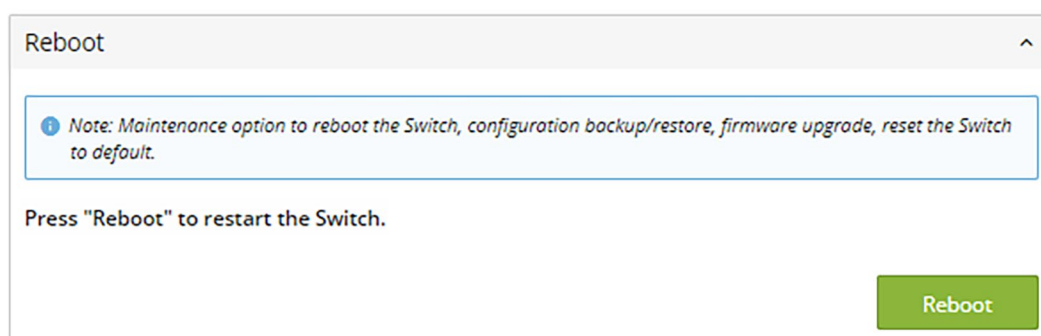 Reboot
Note: Maintenance option to reboot the Switch, configuration backup/restore, firmware upgrade, reset the Switch
to default.
Press "Reboot" to restart the Switch.
Reboot